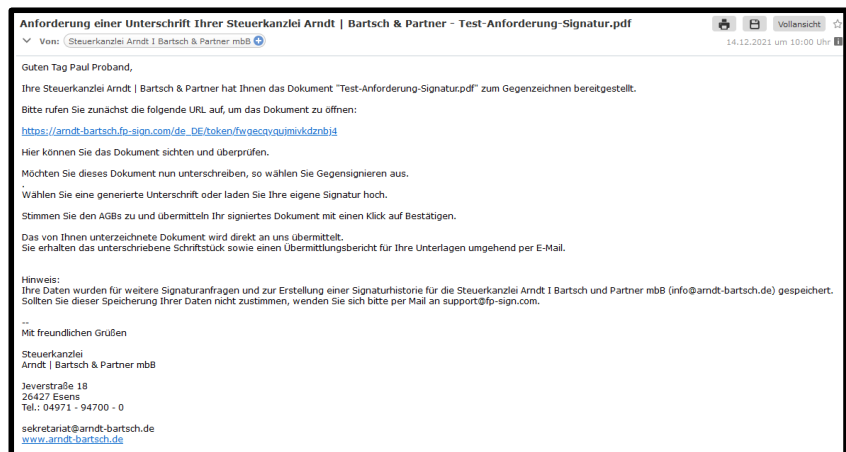 Anforderung einer Unterschrift Ihrer Steuerkanzlei Arndt | Bartsch & Partner - Test-Anforderung-Signatur.pdf
Vollansicht
Von: Steuerkanzlei Arndt I Bartsch & Partner mbB
14.12.2021 um 10:00 Uhr
Guten Tag Paul Proband,
Ihre Steuerkanzlei Arndt | Bartsch & Partner hat Ihnen das Dokument "Test-Anforderung-Signatur.pdf" zum Gegenzeichnen bereitgestellt.
Bitte rufen Sie zunächst die folgende URL auf, um das Dokument zu öffnen:
https://arndt-bartsch.fp-sign.com/de_DE/token/fwgecqvqujmivkdznbj4
Hier können Sie das Dokument sichten und überprüfen.
Möchten Sie dieses Dokument nun unterschreiben, so wählen Sie Gegensignieren aus.
.
Wählen Sie eine generierte Unterschrift oder laden Sie Ihre eigene Signatur hoch.
Stimmen Sie den AGBs zu und übermitteln Ihr signiertes Dokument mit einen Klick auf Bestätigen.
Das von Ihnen unterzeichnete Dokument wird direkt an uns übermittelt.
Sie erhalten das unterschriebene Schriftstück sowie einen Übermittlungsbericht für Ihre Unterlagen umgehend per E-Mail.
Hinweis:
Ihre Daten wurden für weitere Signaturanfragen und zur Erstellung einer Signaturhistorie für die Steuerkanzlei Arndt I Bartsch und Partner mbB (info@arndt-bartsch.de) gespeichert.
Sollten Sie dieser Speicherung Ihrer Daten nicht zustimmen, wenden Sie sich bitte per Mail an support@fp-sign.com.
--
Mit freundlichen Grüßen
Steuerkanzlei
Arndt | Bartsch & Partner mbB
Jeverstraße 18
26427 Esens
Tel.: 04971 - 94700 - 0
sekretariat@arndt-bartsch.de
www.arndt-bartsch.de